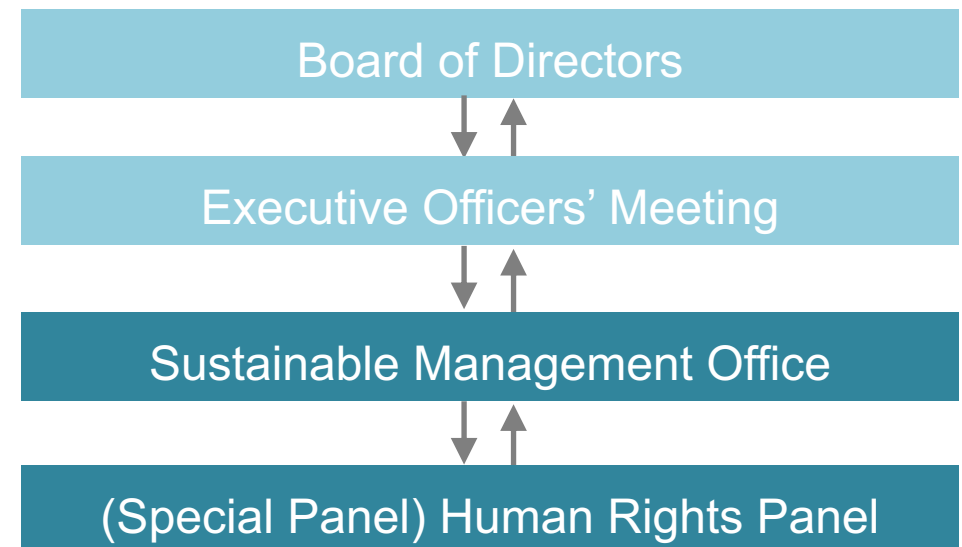 Board of Directors
Executive Officers’ Meeting
Sustainable Management Office
(Special Panel) Human Rights Panel